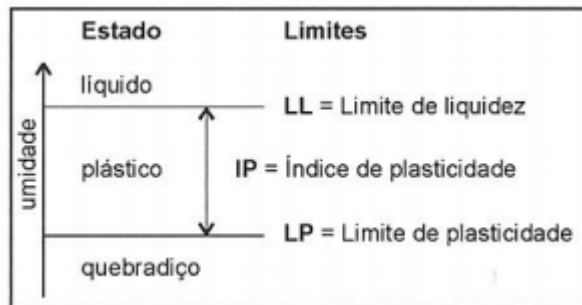 Estado Limites
líquido
LL = Limite de liquidez
umidade
plástico IP = Índice de plasticidade
LP = Limite de plasticidade
quebradiço